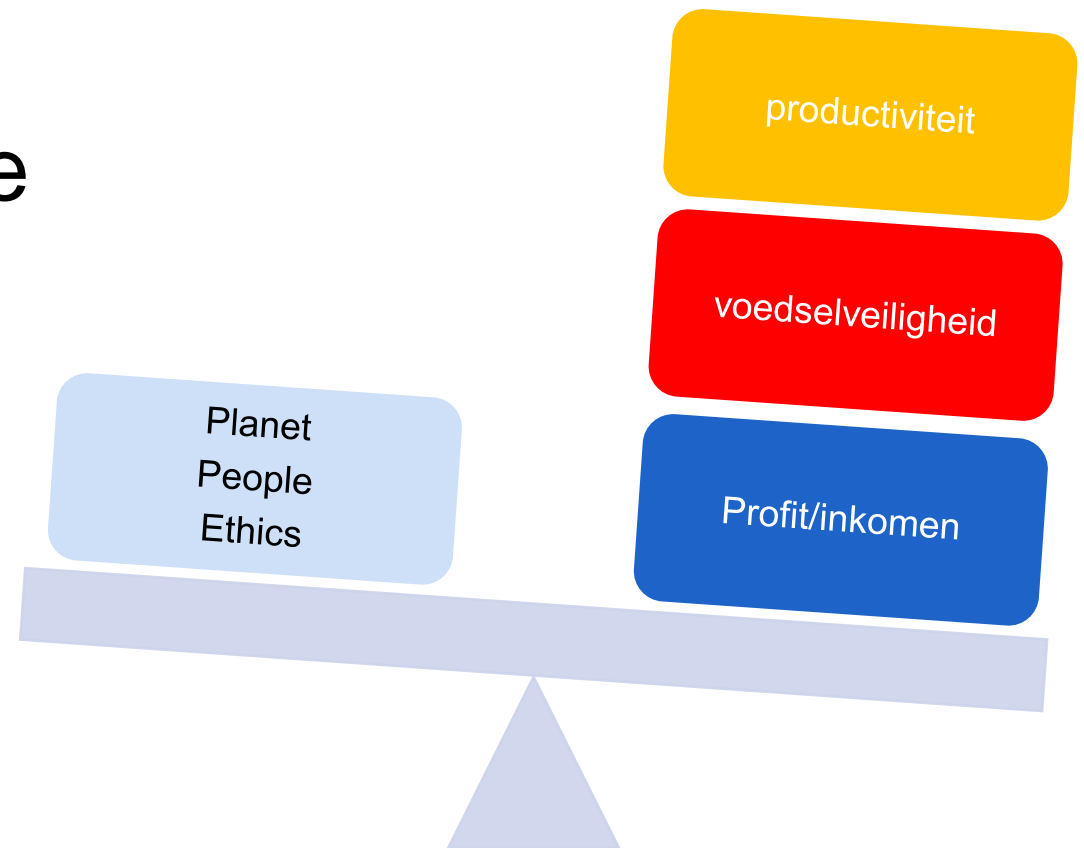 e
productiviteit
voedselveiligheid
Planet
People
Ethics
Profit/inkomen